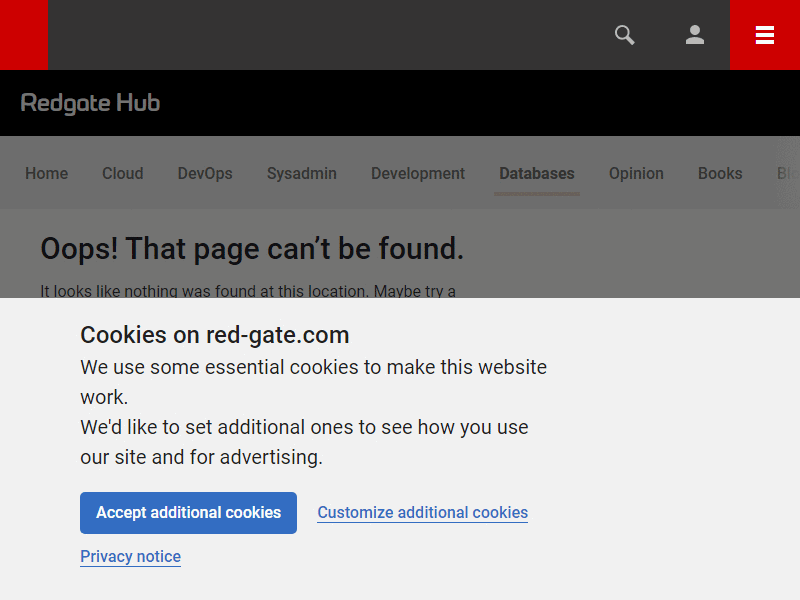 Redgate Hub
Home Cloud DevOps Sysadmin Development Databases Opinion Books
Oops! That page can’t be found.
It looks like nothing was found at this location. Maybe try a
Cookies on red-gate.com
We use some essential cookies to make this website
work.
We'd like to set additional ones to see how you use
our site and for advertising.
Accept additional cookies Customize additional cookies
Privacy notice